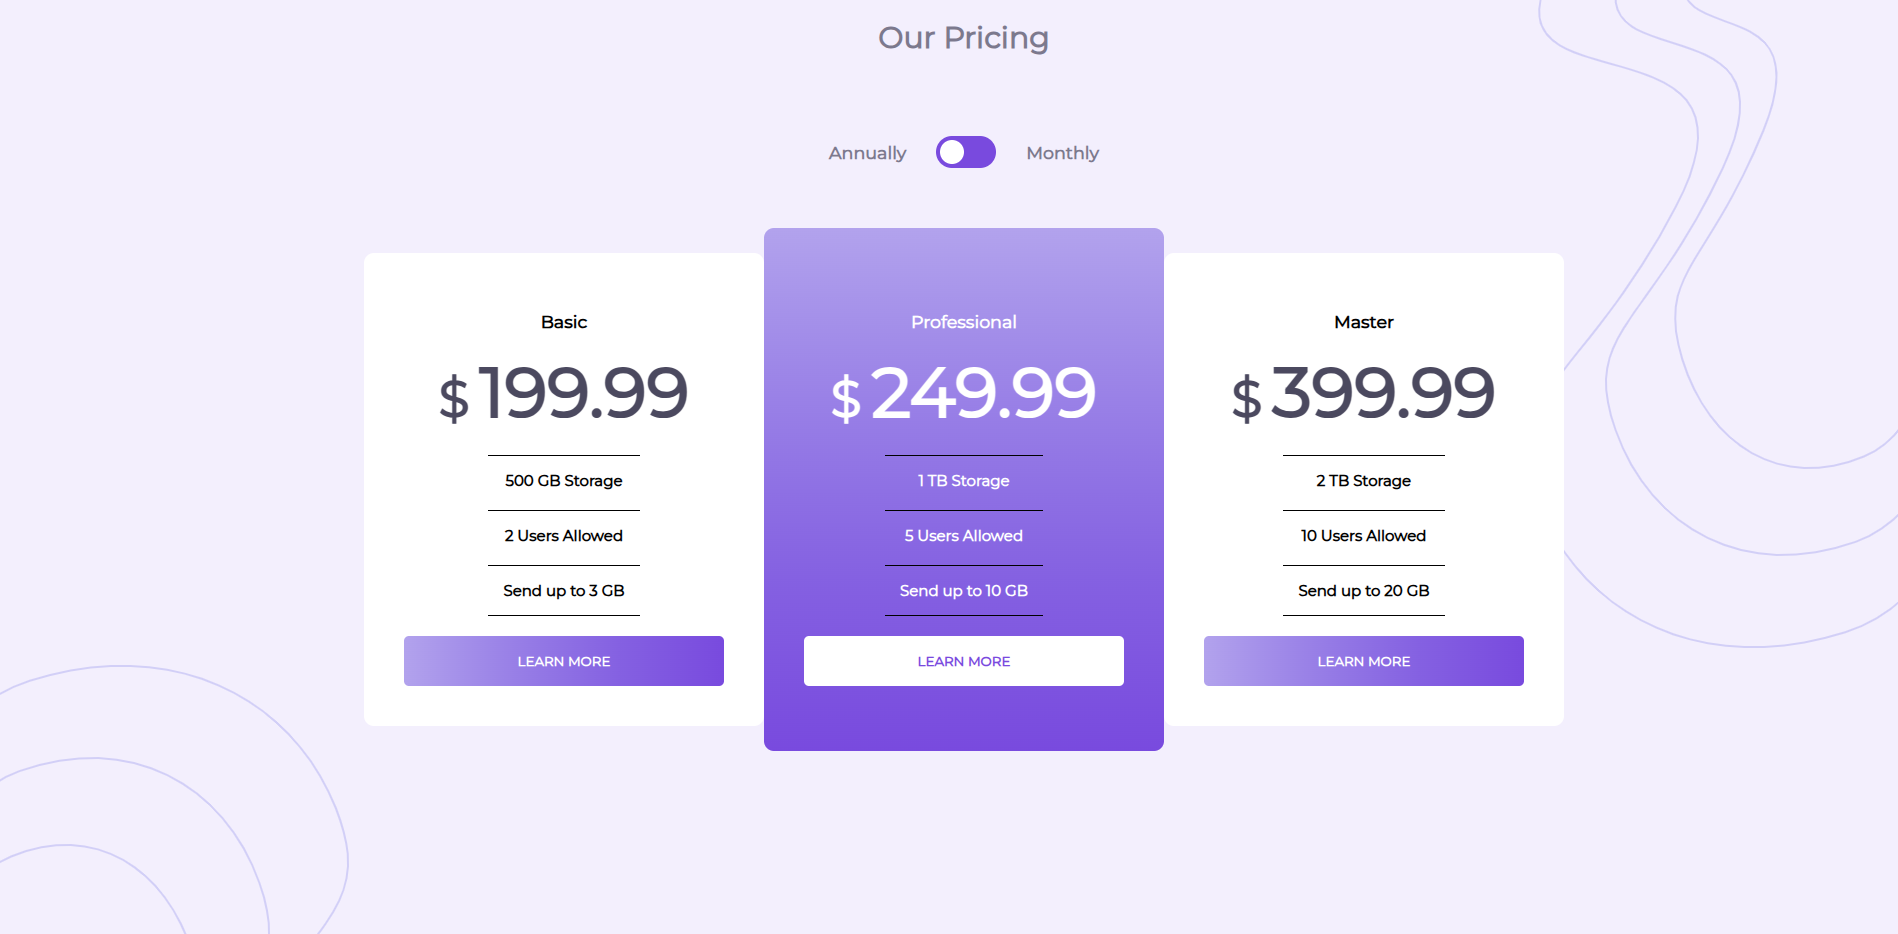 Our Pricing
Annually
Monthly
Basic
$ 199.99
500 GB Storage
2 Users Allowed
Send up to 3 GB
LEARN MORE
Professional
$ 249.99
1 TB Storage
5 Users Allowed
Send up to 10 GB
LEARN MORE
Master
$ 399.99
2 TB Storage
10 Users Allowed
Send up to 20 GB
LEARN MORE